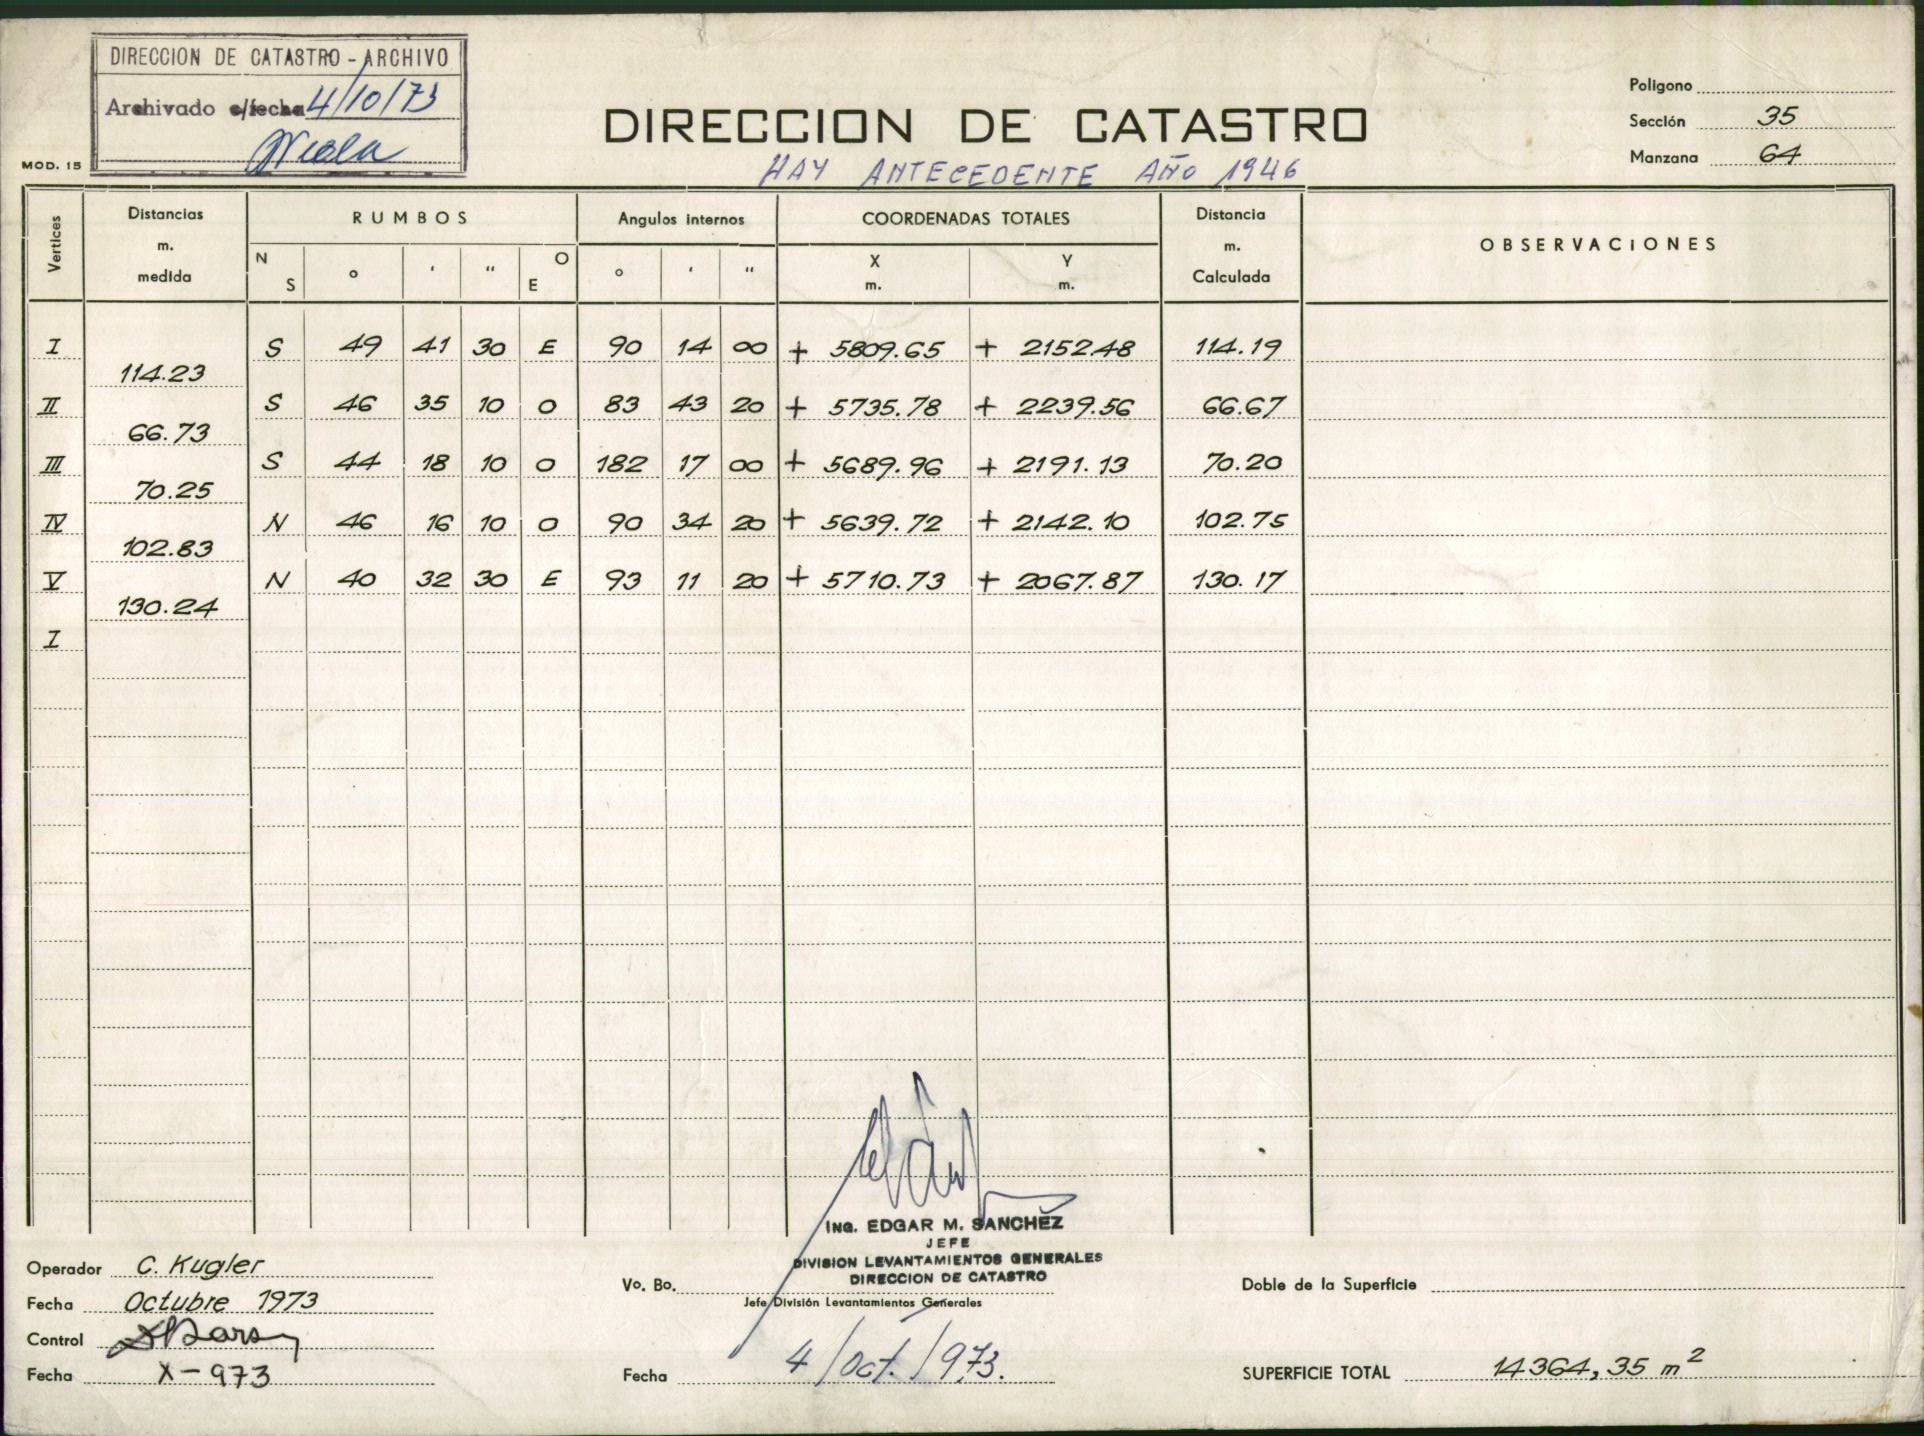 DIRECCION DE CATASTRO - ARCHIVO
Archivado c/fecha 4/10/73
MOD. 15
DIRECCION DE CATASTRO
HAY ANTECEDENTE AÑO 1946
Poligono
Sección 35
Manzana 64
Vertices Distancias m. medida RUMBOS Angulos internos COORDENADAS TOTALES Distancia m. Calculada OBSERVACIONES
N S ° ' " O E ° ' " X m. Y m.
I S 49 41 30 E 90 14 00 + 5809.65 + 2152.48 114.19
114.23
II S 46 35 10 O 83 43 20 + 5735.78 + 2239.56 66.67
66.73
III S 44 18 10 O 182 17 00 + 5689.96 + 2191.13 70.20
70.25
IV N 46 16 10 O 90 34 20 + 5639.72 + 2142.10 102.75
102.83
V N 40 32 30 E 93 11 20 + 5710.73 + 2067.87 130.17
130.24
I
Operador C. Kugler
Fecha Octubre 1973
Control
Fecha X-973
ING. EDGAR M. SANCHEZ
JEFE
DIVISION LEVANTAMIENTOS GENERALES
DIRECCION DE CATASTRO
Vo. Bo.
Jefe División Levantamientos Generales
Fecha 4/Oct./973.
Doble de la Superficie
SUPERFICIE TOTAL 14364,35 m²